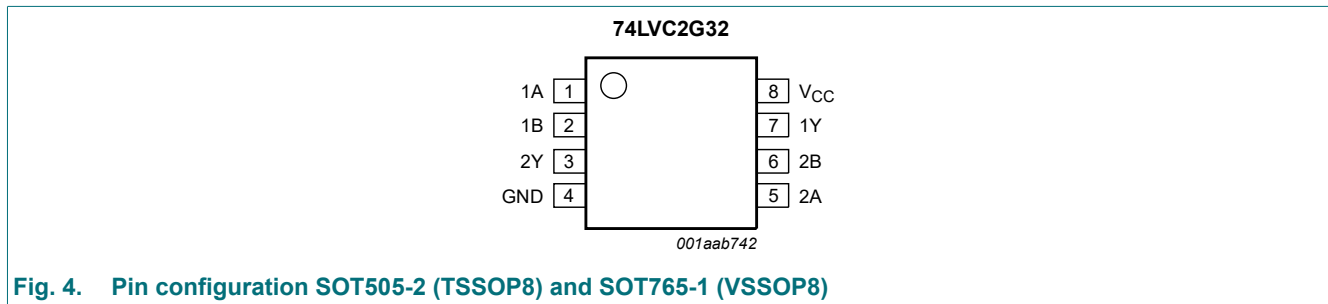 74LVC2G32
1A 1 8 VCC
1B 2 7 1Y
2Y 3 6 2B
GND 4 5 2A
001aab742
Fig. 4. Pin configuration SOT505-2 (TSSOP8) and SOT765-1 (VSSOP8)